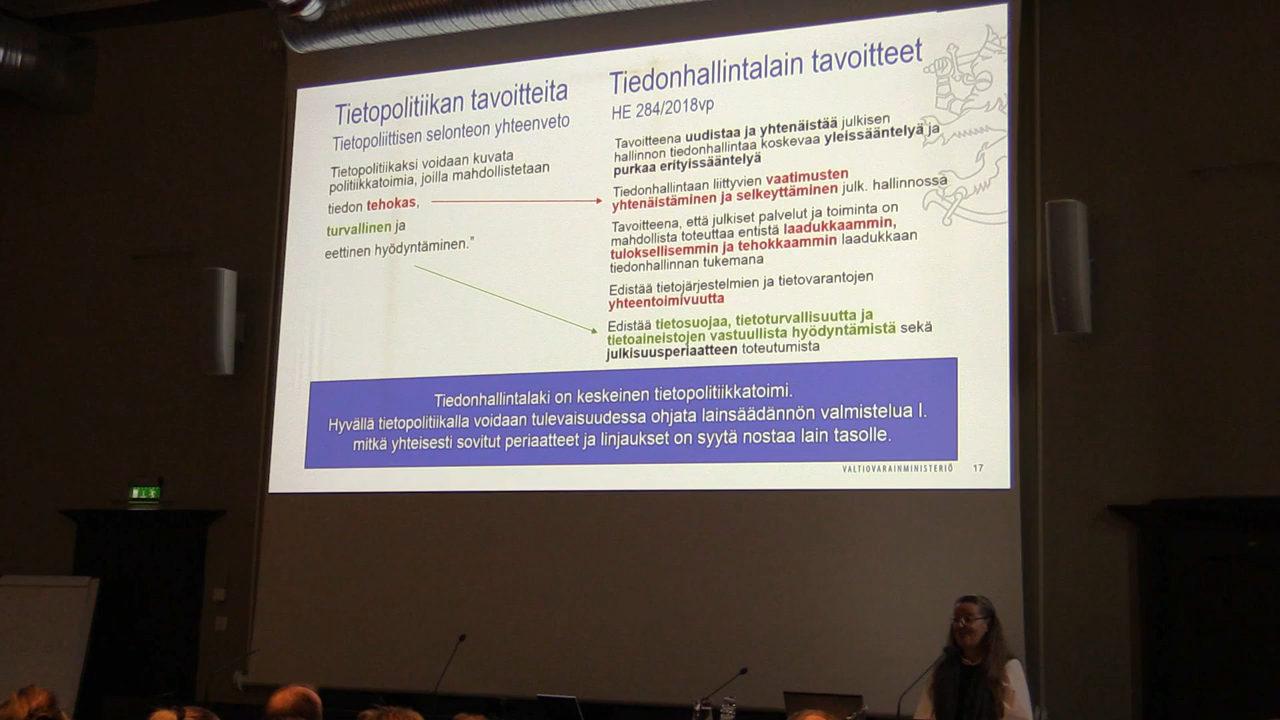 Tietopolitiikan tavoitteita
Tietopoliittisen selonteon yhteenveto
Tietopolitiikaksi voidaan kuvata
politiikkatoimia, joilla mahdollistetaan
tiedon tehokas,
turvallinen ja
eettinen hyödyntäminen."
Tiedonhallintalain tavoitteet
HE 284/2018vp
Tavoitteena uudistaa ja yhtenäistää julkisen
hallinnon tiedonhallintaa koskevaa yleissääntelyä ja
purkaa erityissääntelyä
Tiedonhallintaan liittyvien vaatimusten
yhtenäistäminen ja selkeyttäminen julk. hallinnossa
Tavoitteena, että julkiset palvelut ja toiminta on
mahdollista toteuttaa entistä laadukkaammin,
tuloksellisemmin ja tehokkaammin laadukkaan
tiedonhallinnan tukemana
Edistää tietojärjestelmien ja tietovarantojen
yhteentoimivuutta
Edistää tietosuojaa, tietoturvallisuutta ja
tietoaineistojen vastuullista hyödyntämistä sekä
julkisuusperiaatteen toteutumista
Tiedonhallintalaki on keskeinen tietopolitiikkatoimi.
Hyvällä tietopolitiikalla voidaan tulevaisuudessa ohjata lainsäädännön valmistelua l.
mitkä yhteisesti sovitut periaatteet ja linjaukset on syytä nostaa lain tasolle.
VALTIOVARAINMINISTERIÖ 17